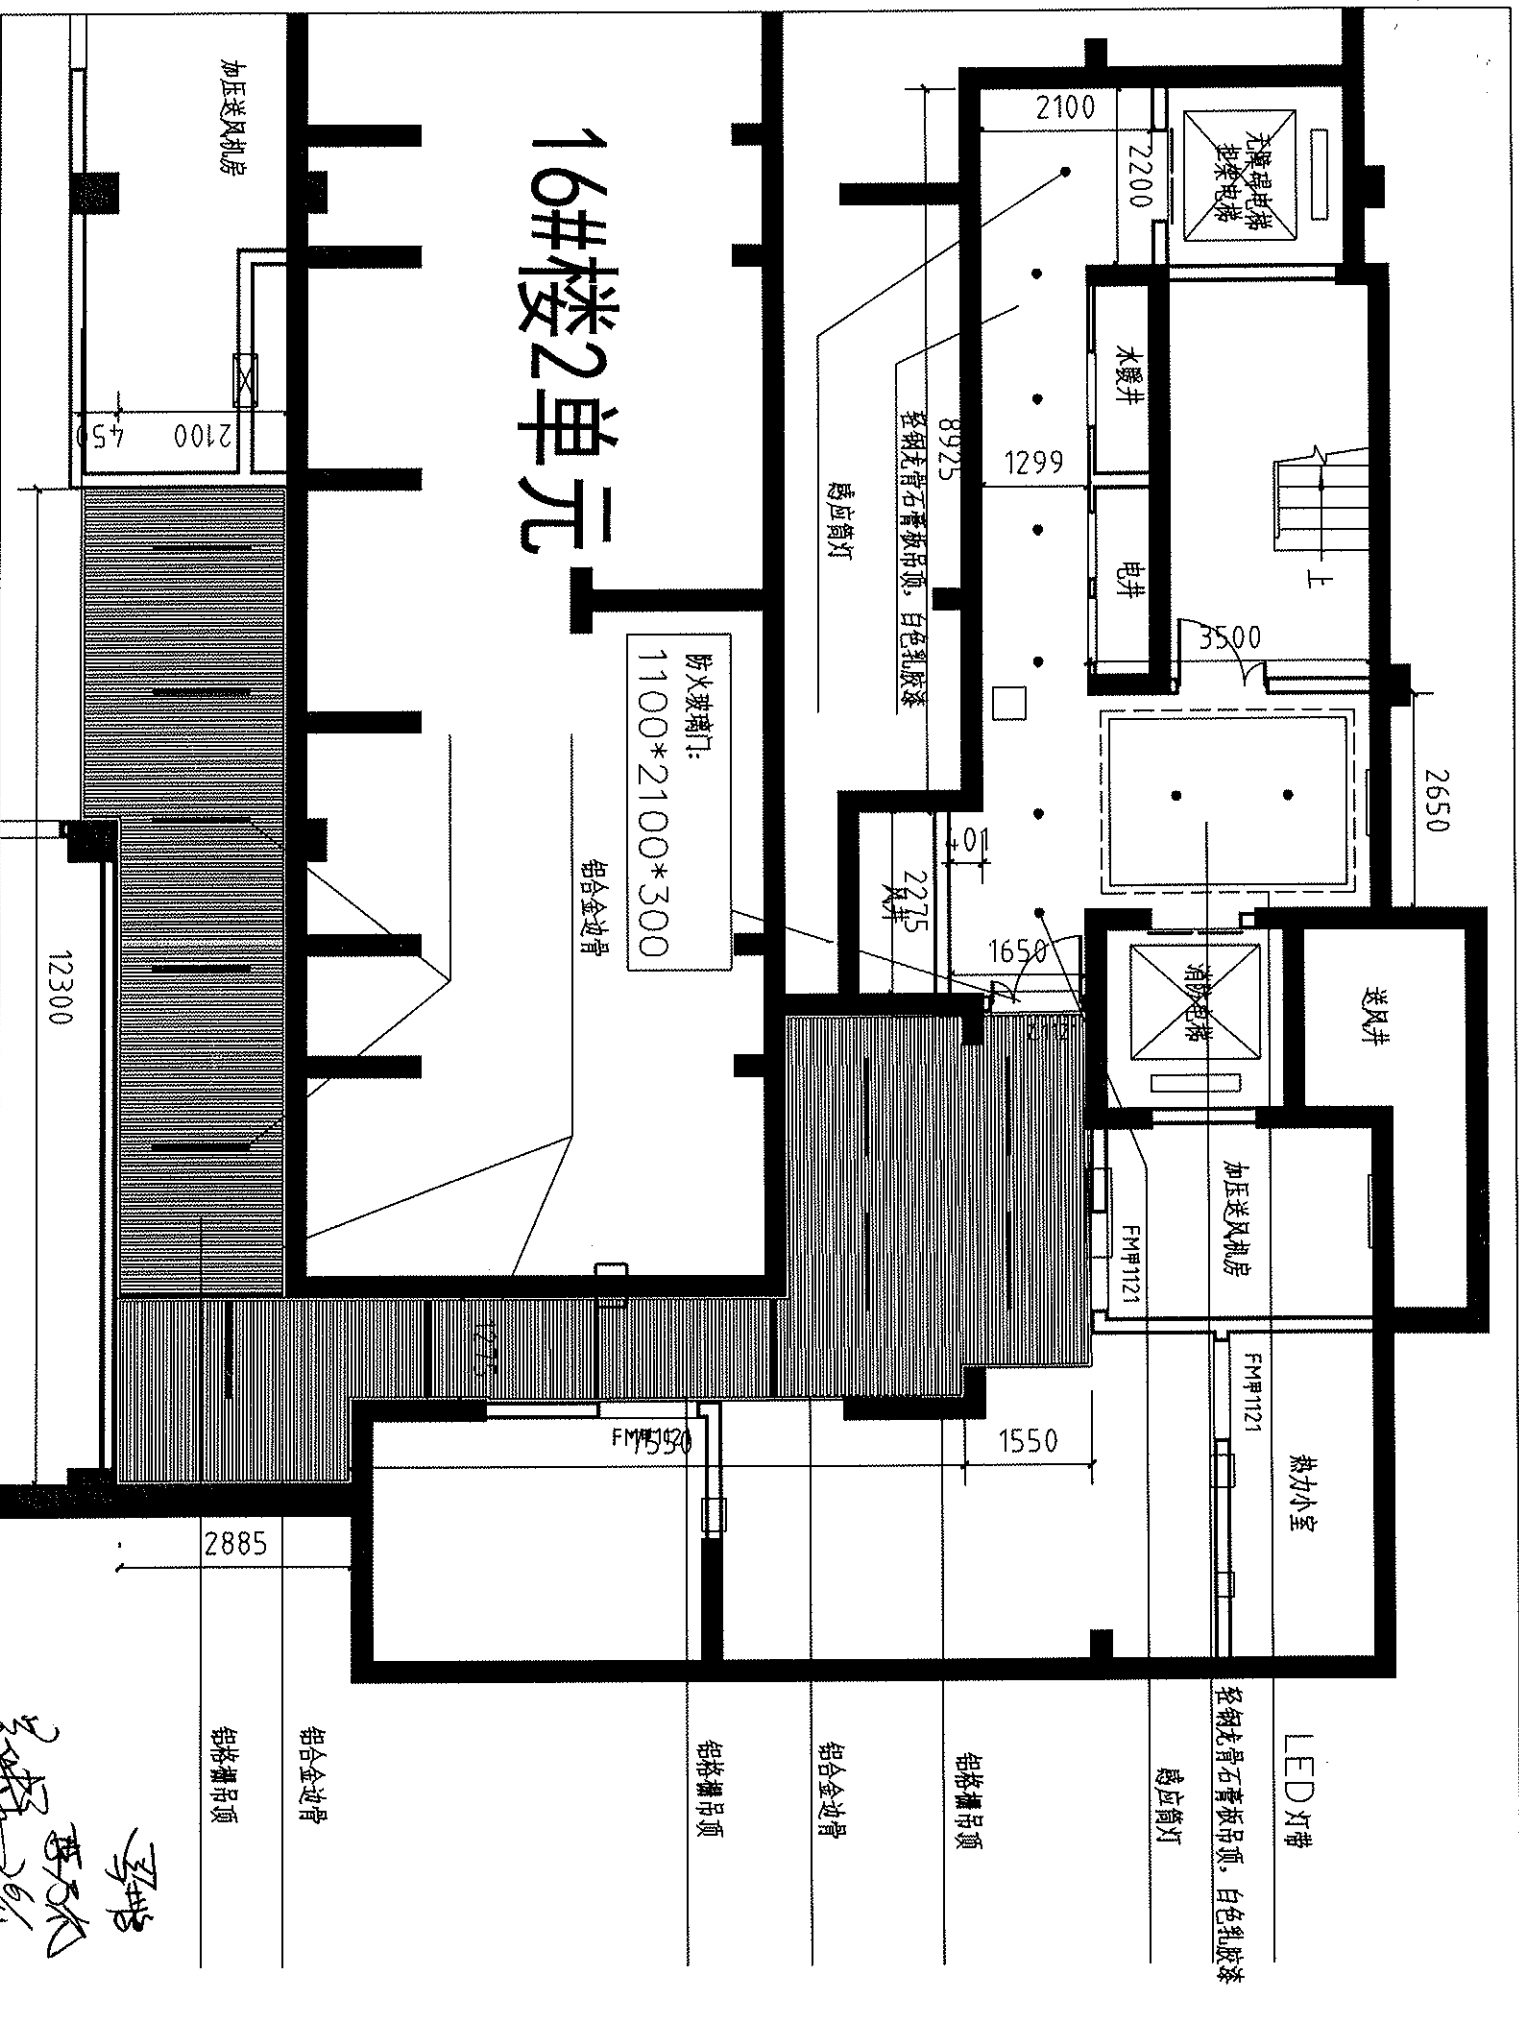 加压送风机房
2100
450
12300
16#楼2单元
防火玻璃门:
1100*2100*300
铝合金边骨
感应筒灯
轻钢龙骨石膏板吊顶, 白色乳胶漆
8925
2100
2200
无障碍电梯
担架电梯
水暖井
1299
电井
上
3500
2650
401
2275
风井
1650
消防电梯
送风井
加压送风机房
FM甲1121
FM甲1121
热力小室
1275
FM甲1121
7550
1550
2885
铝格栅吊顶
铝合金边骨
铝格栅吊顶
铝合金边骨
铝格栅吊顶
感应筒灯
轻钢龙骨石膏板吊顶, 白色乳胶漆
LED灯带